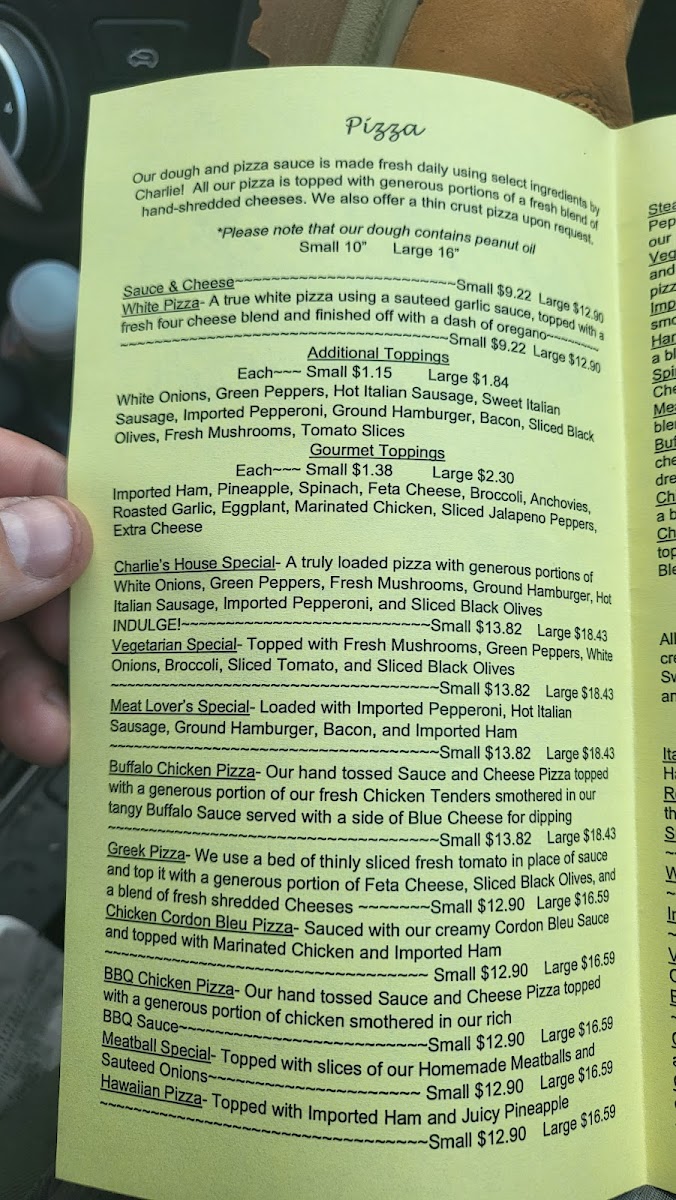 Pizza
Our dough and pizza sauce is made fresh daily using select ingredients by
Charlie! All our pizza is topped with generous portions of a fresh blend of
hand-shredded cheeses. We also offer a thin crust pizza upon request.
*Please note that our dough contains peanut oil
Small 10" Large 16"
Sauce & Cheese~~~~~~~~~~~~~~~~~~~~~~~~~~Small $9.22 Large $12.90
White Pizza- A true white pizza using a sauteed garlic sauce, topped with a
fresh four cheese blend and finished off with a dash of oregano~~~~~~~~
~~~~~~~~~~~~~~~~~~~~~~~~~~~~~~~~~~~~~~Small $9.22 Large $12.90
Additional Toppings
Each~~~ Small $1.15 Large $1.84
White Onions, Green Peppers, Hot Italian Sausage, Sweet Italian
Sausage, Imported Pepperoni, Ground Hamburger, Bacon, Sliced Black
Olives, Fresh Mushrooms, Tomato Slices
Gourmet Toppings
Each~~~ Small $1.38 Large $2.30
Imported Ham, Pineapple, Spinach, Feta Cheese, Broccoli, Anchovies,
Roasted Garlic, Eggplant, Marinated Chicken, Sliced Jalapeno Peppers,
Extra Cheese
Charlie's House Special- A truly loaded pizza with generous portions of
White Onions, Green Peppers, Fresh Mushrooms, Ground Hamburger, Hot
Italian Sausage, Imported Pepperoni, and Sliced Black Olives
INDULGE!~~~~~~~~~~~~~~~~~~~~~~~~~~~~Small $13.82 Large $18.43
Vegetarian Special- Topped with Fresh Mushrooms, Green Peppers, White
Onions, Broccoli, Sliced Tomato, and Sliced Black Olives
~~~~~~~~~~~~~~~~~~~~~~~~~~~~~~~~~~~~~Small $13.82 Large $18.43
Meat Lover's Special- Loaded with Imported Pepperoni, Hot Italian
Sausage, Ground Hamburger, Bacon, and Imported Ham
~~~~~~~~~~~~~~~~~~~~~~~~~~~~~~~~~~~~~Small $13.82 Large $18.43
Buffalo Chicken Pizza- Our hand tossed Sauce and Cheese Pizza topped
with a generous portion of our fresh Chicken Tenders smothered in our
tangy Buffalo Sauce served with a side of Blue Cheese for dipping
~~~~~~~~~~~~~~~~~~~~~~~~~~~~~~~~~~~~~Small $13.82 Large $18.43
Greek Pizza- We use a bed of thinly sliced fresh tomato in place of sauce
and top it with a generous portion of Feta Cheese, Sliced Black Olives, and
a blend of fresh shredded Cheeses ~~~~~~~~Small $12.90 Large $16.59
Chicken Cordon Bleu Pizza- Sauced with our creamy Cordon Bleu Sauce
and topped with Marinated Chicken and Imported Ham
~~~~~~~~~~~~~~~~~~~~~~~~~~~~~~~~~~~~ Small $12.90 Large $16.59
BBQ Chicken Pizza- Our hand tossed Sauce and Cheese Pizza topped
with a generous portion of chicken smothered in our rich
BBQ Sauce~~~~~~~~~~~~~~~~~~~~~~~~~~~~Small $12.90 Large $16.59
Meatball Special- Topped with slices of our Homemade Meatballs and
Sauteed Onions~~~~~~~~~~~~~~~~~~~~~~~~ Small $12.90 Large $16.59
Hawaiian Pizza- Topped with Imported Ham and Juicy Pineapple
~~~~~~~~~~~~~~~~~~~~~~~~~~~~~~~~~~~~~Small $12.90 Large $16.59